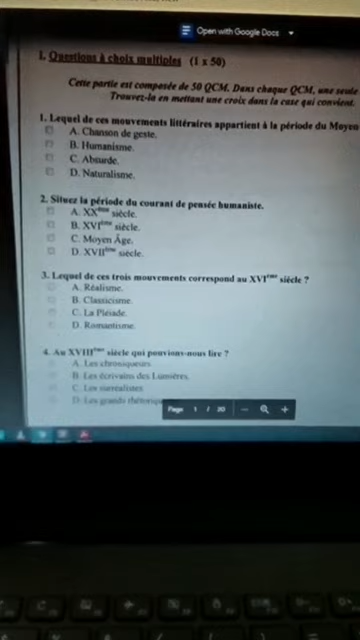 Open with Google Docs
I. Questions à choix multiples (1 x 50)
Cette partie est composée de 50 QCM. Dans chaque QCM, une seule
Trouvez-la en mettant une croix dans la case qui convient.
1. Lequel de ces mouvements littéraires appartient à la période du Moyen
A. Chanson de geste.
B. Humanisme.
C. Absurde.
D. Naturalisme.
2. Situez la période du courant de pensée humaniste.
A. XXème siècle.
B. XVIème siècle.
C. Moyen Âge.
D. XVIIème siècle.
3. Lequel de ces trois mouvements correspond au XVIème siècle ?
A. Réalisme.
B. Classicisme.
C. La Pléiade.
D. Romantisme.
4. Au XVIIIème siècle qui pouvions-nous lire ?
A. Les chroniqueurs.
B. Les écrivains des Lumières.
C. Les surréalistes
D. Les grands rhétoriqu
Page 1 / 20 — +